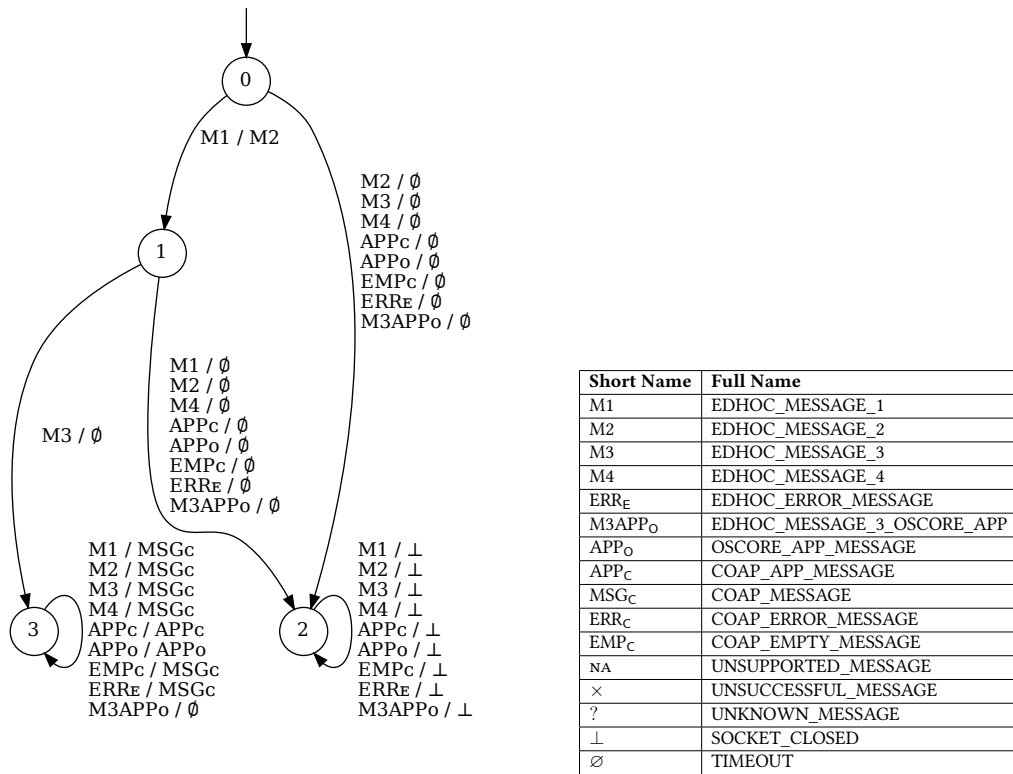 0
M1 / M2
M2 / ∅
M3 / ∅
M4 / ∅
APPC / ∅
APPO / ∅
EMPC / ∅
ERRE / ∅
M3APPO / ∅
1
M1 / ∅
M2 / ∅
M4 / ∅
APPC / ∅
APPO / ∅
EMPC / ∅
ERRE / ∅
M3APPO / ∅
M3 / ∅
3
M1 / MSGC
M2 / MSGC
M3 / MSGC
M4 / MSGC
APPC / APPC
APPO / APPO
EMPC / MSGC
ERRE / MSGC
M3APPO / ∅
2
M1 / ⊥
M2 / ⊥
M3 / ⊥
M4 / ⊥
APPC / ⊥
APPO / ⊥
EMPC / ⊥
ERRE / ⊥
M3APPO / ⊥
Short Name Full Name
M1 EDHOC_MESSAGE_1
M2 EDHOC_MESSAGE_2
M3 EDHOC_MESSAGE_3
M4 EDHOC_MESSAGE_4
ERRE EDHOC_ERROR_MESSAGE
M3APPO EDHOC_MESSAGE_3_OSCORE_APP
APPO OSCORE_APP_MESSAGE
APPC COAP_APP_MESSAGE
MSGC COAP_MESSAGE
ERRC COAP_ERROR_MESSAGE
EMPC COAP_EMPTY_MESSAGE
NA UNSUPPORTED_MESSAGE
× UNSUCCESSFUL_MESSAGE
? UNKNOWN_MESSAGE
⊥ SOCKET_CLOSED
∅ TIMEOUT